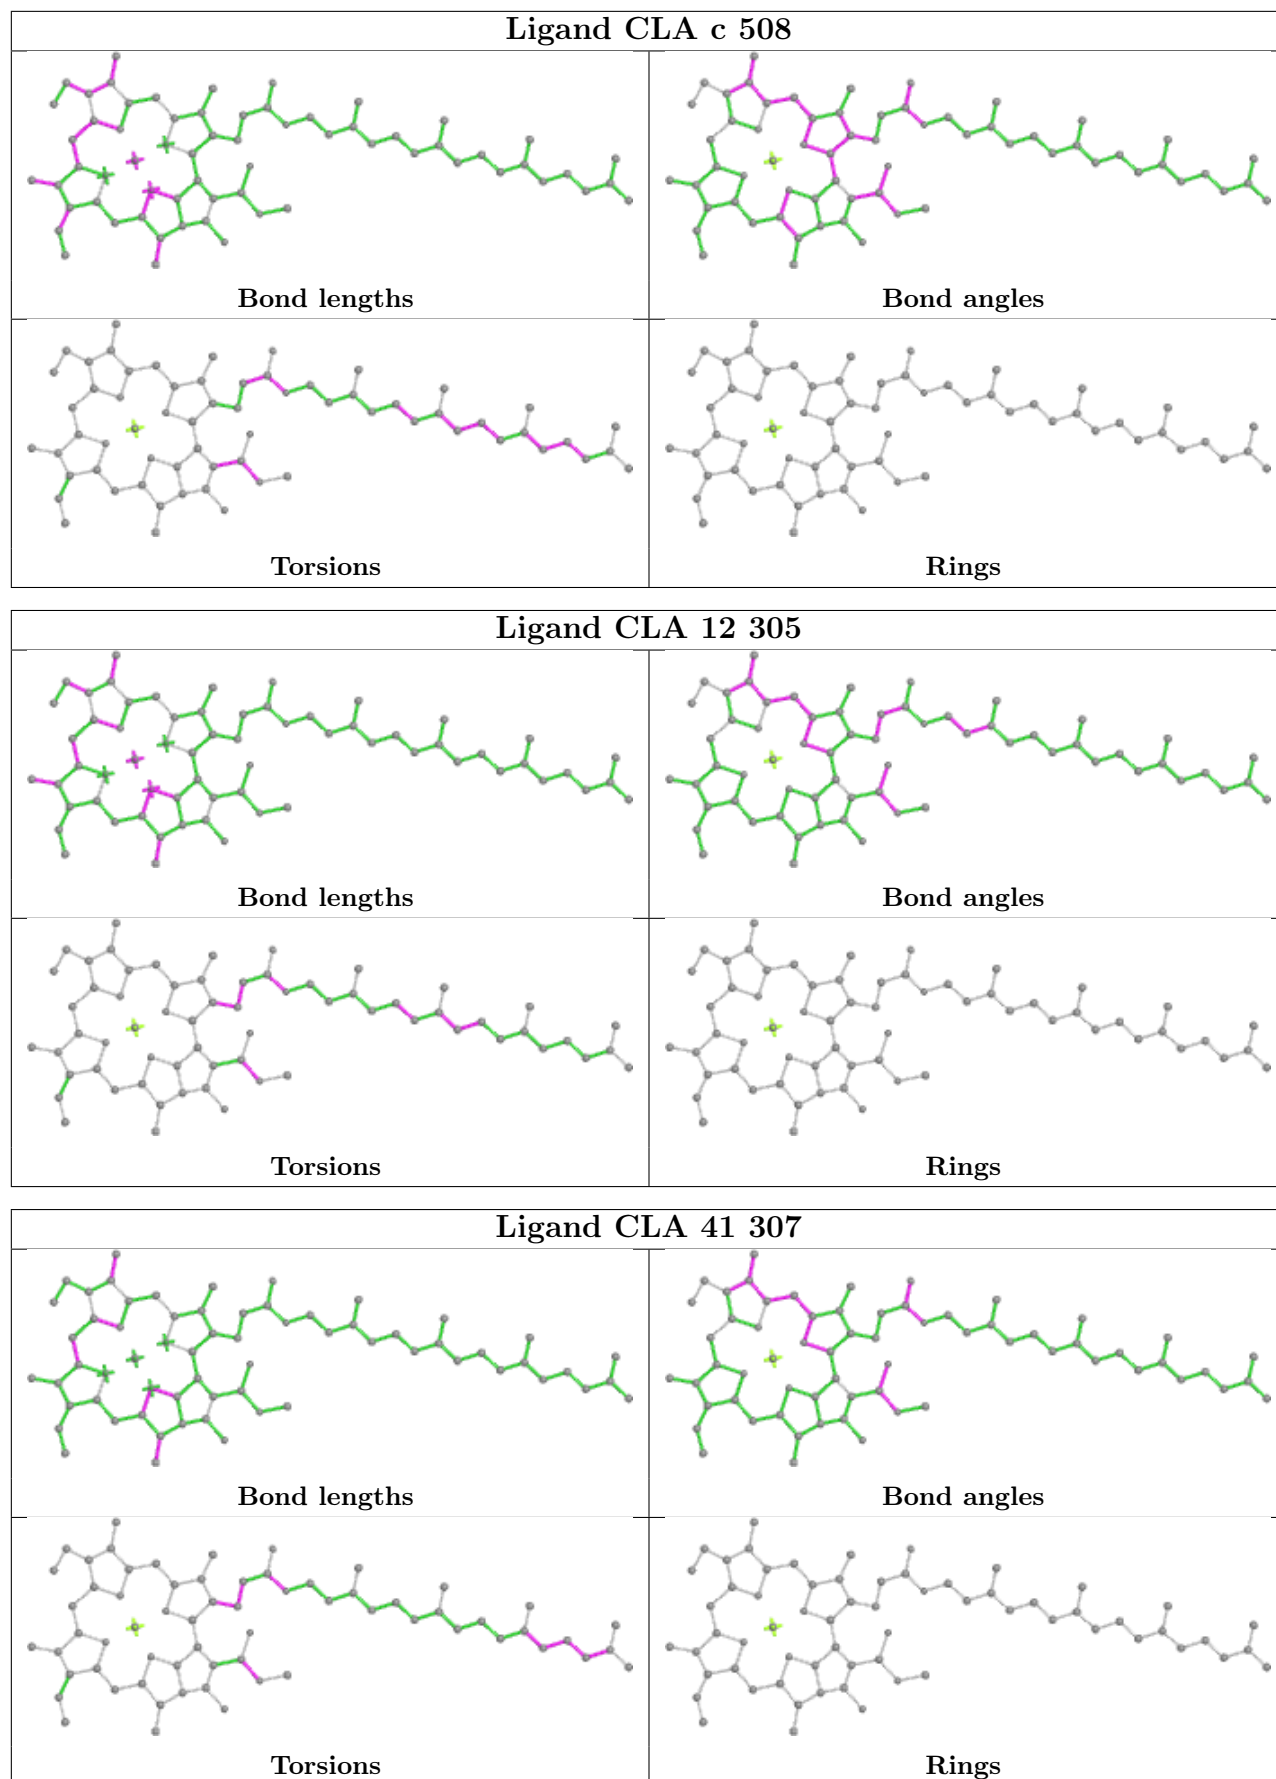 Ligand CLA c 508
Bond lengths
Bond angles
Torsions
Rings
Ligand CLA 12 305
Bond lengths
Bond angles
Torsions
Rings
Ligand CLA 41 307
Bond lengths
Bond angles
Torsions
Rings